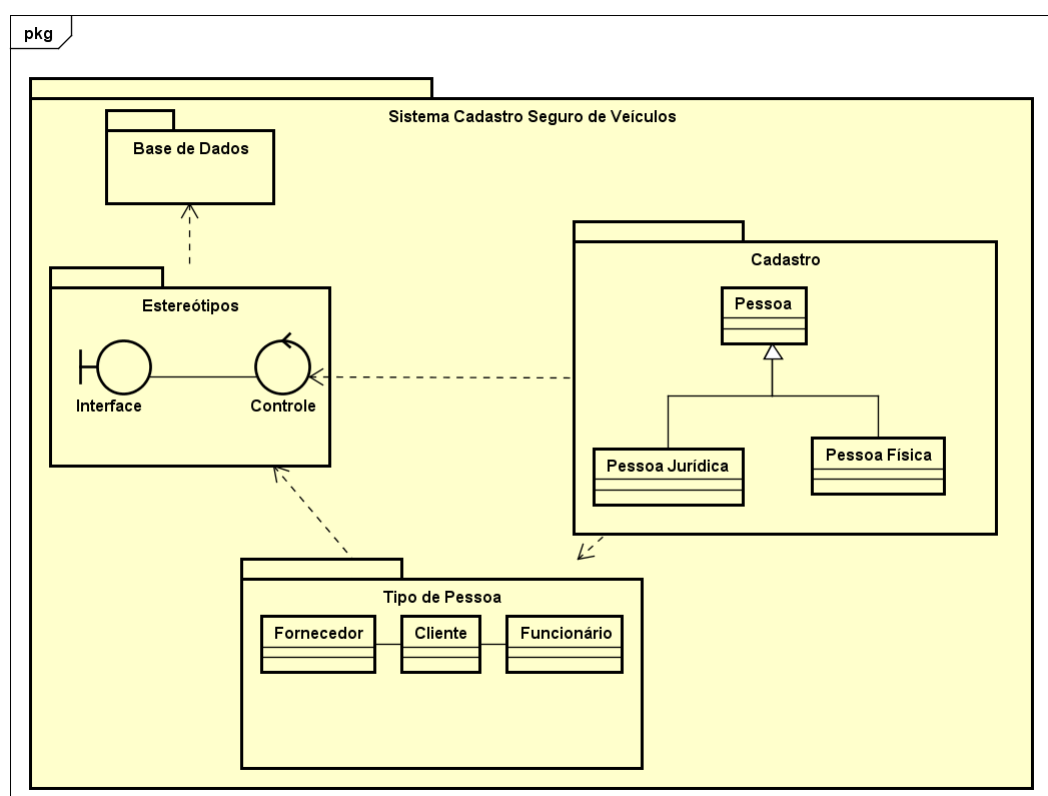 pkg
Sistema Cadastro Seguro de Veículos
Base de Dados
Estereótipos
Interface
Controle
Cadastro
Pessoa
Pessoa Jurídica
Pessoa Física
Tipo de Pessoa
Fornecedor
Cliente
Funcionário